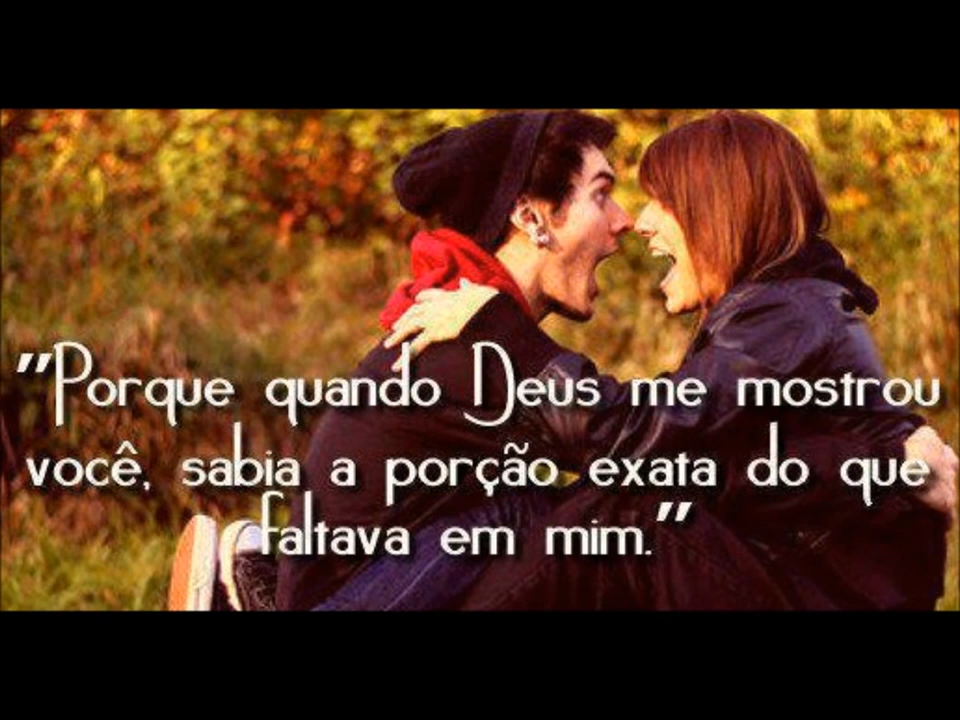 "Porque quando Deus me mostrou
você, sabia a porção exata do que
faltava em mim."